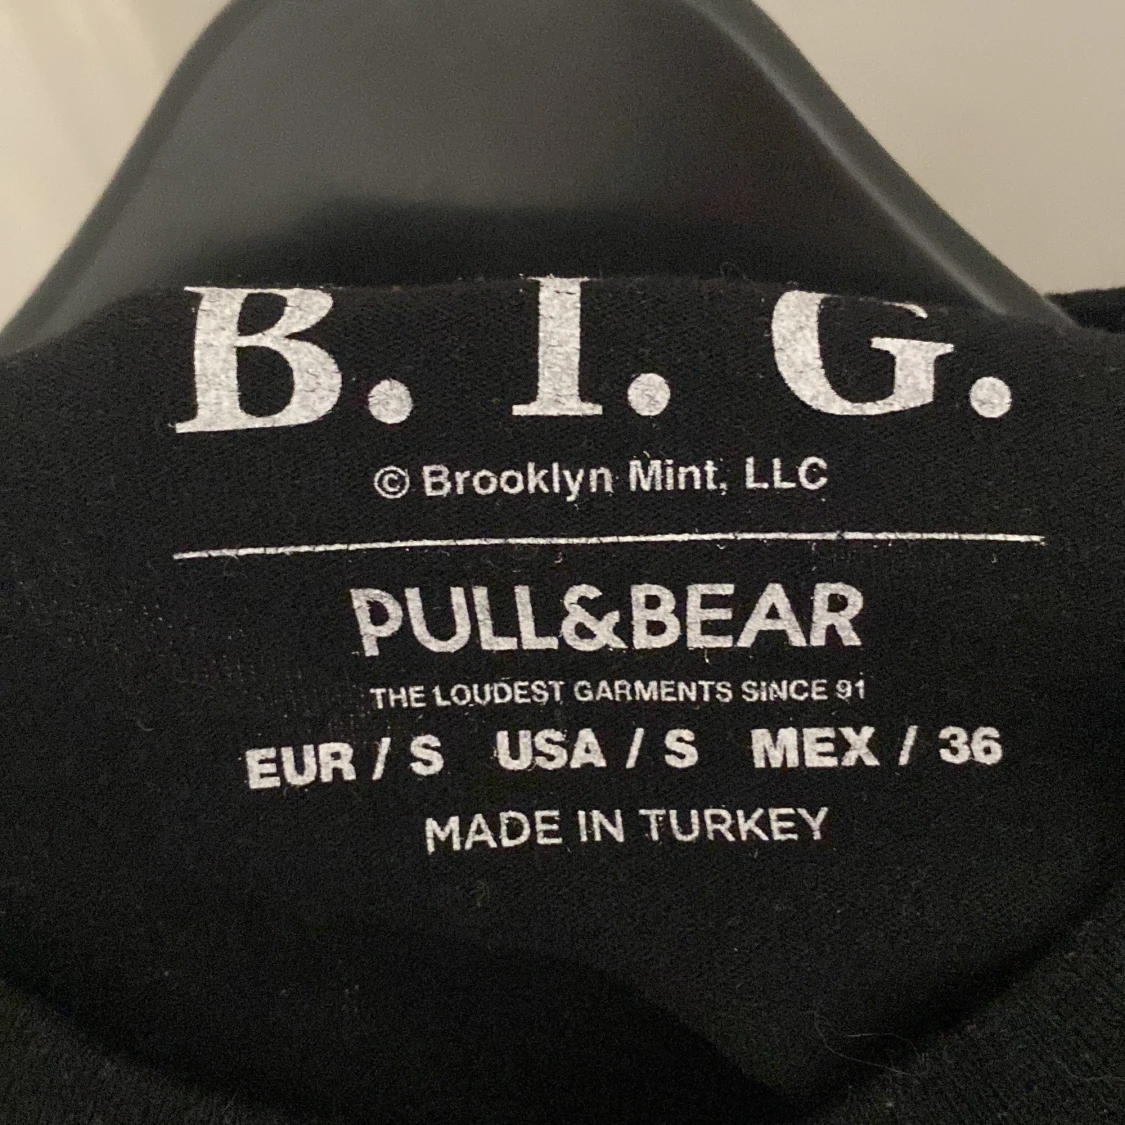 B. I. G.
© Brooklyn Mint, LLC
PULL&BEAR
THE LOUDEST GARMENTS SINCE 91
EUR / S USA / S MEX / 36
MADE IN TURKEY